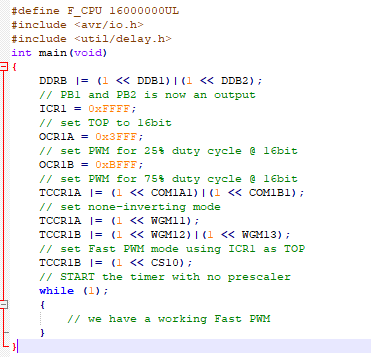 #define F_CPU 16000000UL
#include <avr/io.h>
#include <util/delay.h>
int main(void)
{
DDRB |= (1 << DDB1)|(1 << DDB2);
// PB1 and PB2 is now an output
ICR1 = 0xFFFF;
// set TOP to 16bit
OCR1A = 0x3FFF;
// set PWM for 25% duty cycle @ 16bit
OCR1B = 0xBFFF;
// set PWM for 75% duty cycle @ 16bit
TCCR1A |= (1 << COM1A1)|(1 << COM1B1);
// set none-inverting mode
TCCR1A |= (1 << WGM11);
TCCR1B |= (1 << WGM12)|(1 << WGM13);
// set Fast PWM mode using ICR1 as TOP
TCCR1B |= (1 << CS10);
// START the timer with no prescaler
while (1);
{
// we have a working Fast PWM
}
}